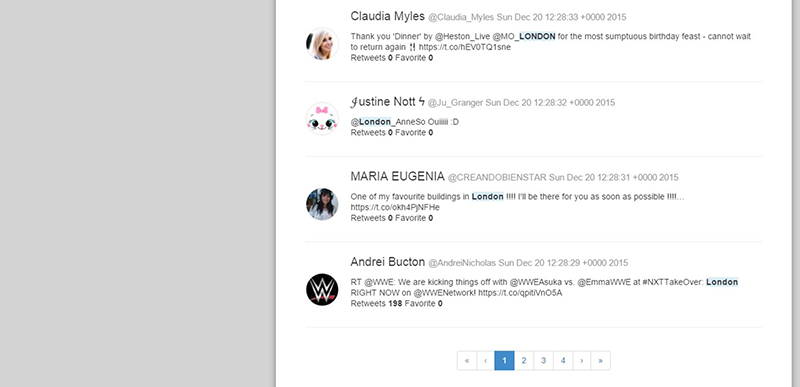 Claudia Myles @Claudia_Myles Sun Dec 20 12:28:33 +0000 2015
Thank you 'Dinner' by @Heston_Live @MO_LONDON for the most sumptuous birthday feast - cannot wait
to return again 🍴 https://t.co/hEV0TQ1sne
Retweets 0 Favorite 0
𝒥ustine Nott ϟ @Ju_Granger Sun Dec 20 12:28:32 +0000 2015
@London_AnneSo Ouiiiii :D
Retweets 0 Favorite 0
MARIA EUGENIA @CREANDOBIENSTAR Sun Dec 20 12:28:31 +0000 2015
One of my favourite buildings in London !!!! I'll be there for you as soon as possible !!!!...
https://t.co/okh4PjNFHe
Retweets 0 Favorite 0
Andrei Bucton @AndreiNicholas Sun Dec 20 12:28:29 +0000 2015
RT @WWE: We are kicking things off with @WWEAsuka vs. @EmmaWWE at #NXTTakeOver: London
RIGHT NOW on @WWENetwork! https://t.co/qpitiVnO5A
Retweets 198 Favorite 0
« ‹ 1 2 3 4 › »